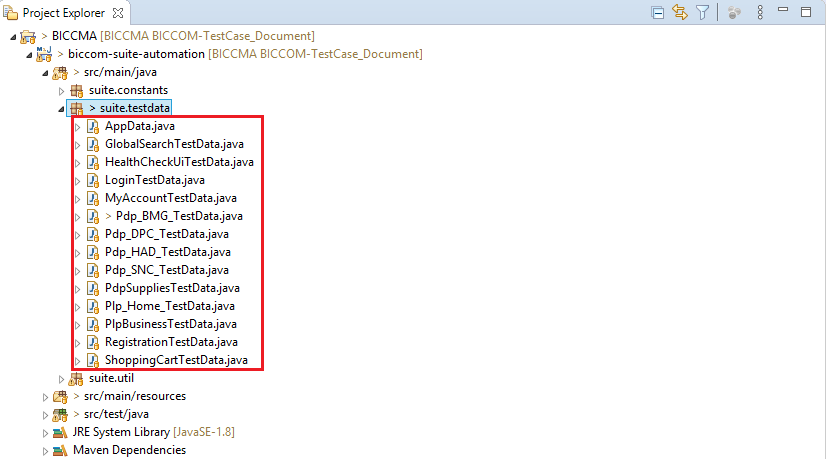 Project Explorer
> BICCMA [BICCMA BICCOM-TestCase_Document]
> biccom-suite-automation [BICCMA BICCOM-TestCase_Document]
> src/main/java
suite.constants
> suite.testdata
AppData.java
GlobalSearchTestData.java
HealthCheckUiTestData.java
LoginTestData.java
MyAccountTestData.java
> Pdp_BMG_TestData.java
Pdp_DPC_TestData.java
Pdp_HAD_TestData.java
Pdp_SNC_TestData.java
PdpSuppliesTestData.java
Plp_Home_TestData.java
PlpBusinessTestData.java
RegistrationTestData.java
ShoppingCartTestData.java
suite.util
> src/main/resources
> src/test/java
JRE System Library [JavaSE-1.8]
Maven Dependencies